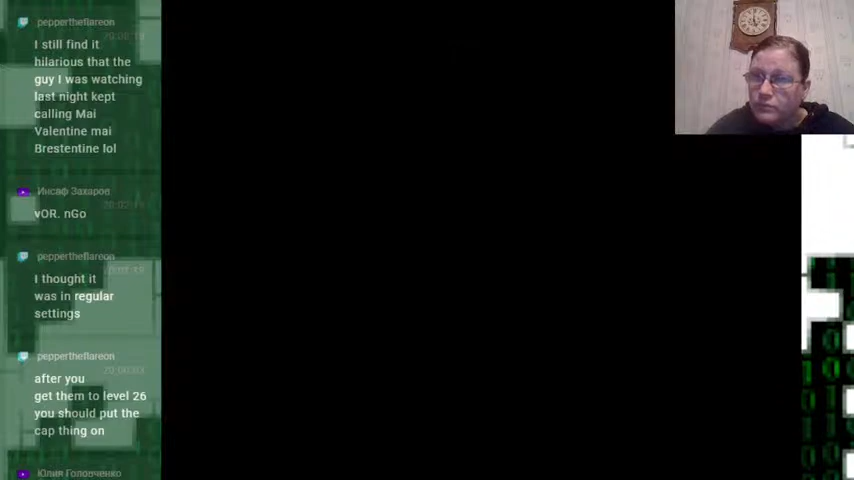 peppertheflareon
I still find it
hilarious that the
guy I was watching
last night kept
calling Mai
Valentine mai
Brestentine lol
Инсаф Захаров
vOR. nGo
peppertheflareon
I thought it
was in regular
settings
peppertheflareon
after you
get them to level 26
you should put the
cap thing on
Юлия Головченко